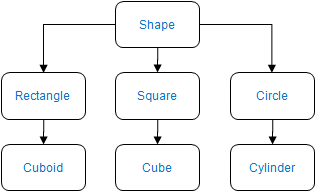 Shape
Rectangle
Square
Circle
Cuboid
Cube
Cylinder